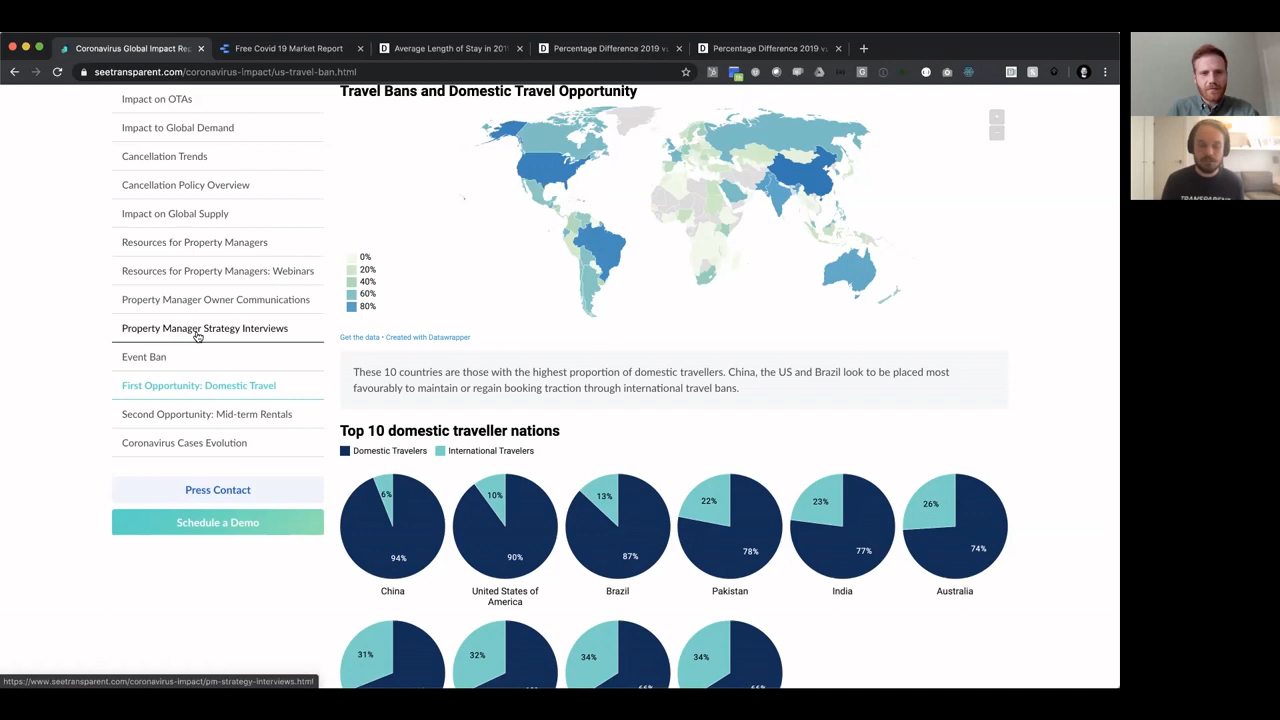 Coronavirus Global Impact Re
Free Covid 19 Market Report
Average Length of Stay in 201
Percentage Difference 2019 v
Percentage Difference 2019 v
seetransparent.com/coronavirus-impact/us-travel-ban.html
Impact on OTAs
Impact to Global Demand
Cancellation Trends
Cancellation Policy Overview
Impact on Global Supply
Resources for Property Managers
Resources for Property Managers: Webinars
Property Manager Owner Communications
Property Manager Strategy Interviews
Event Ban
First Opportunity: Domestic Travel
Second Opportunity: Mid-term Rentals
Coronavirus Cases Evolution
Press Contact
Schedule a Demo
Travel Bans and Domestic Travel Opportunity
+
−
0%
20%
40%
60%
80%
Get the data • Created with Datawrapper
These 10 countries are those with the highest proportion of domestic travellers. China, the US and Brazil look to be placed most
favourably to maintain or regain booking traction through international travel bans.
Top 10 domestic traveller nations
Domestic Travelers
International Travelers
6%
94%
China
10%
90%
United States of
America
13%
87%
Brazil
22%
78%
Pakistan
23%
77%
India
26%
74%
Australia
31%
32%
34%
66%
34%
66%
https://www.seetransparent.com/coronavirus-impact/pm-strategy-interviews.html
TRANSPARENT